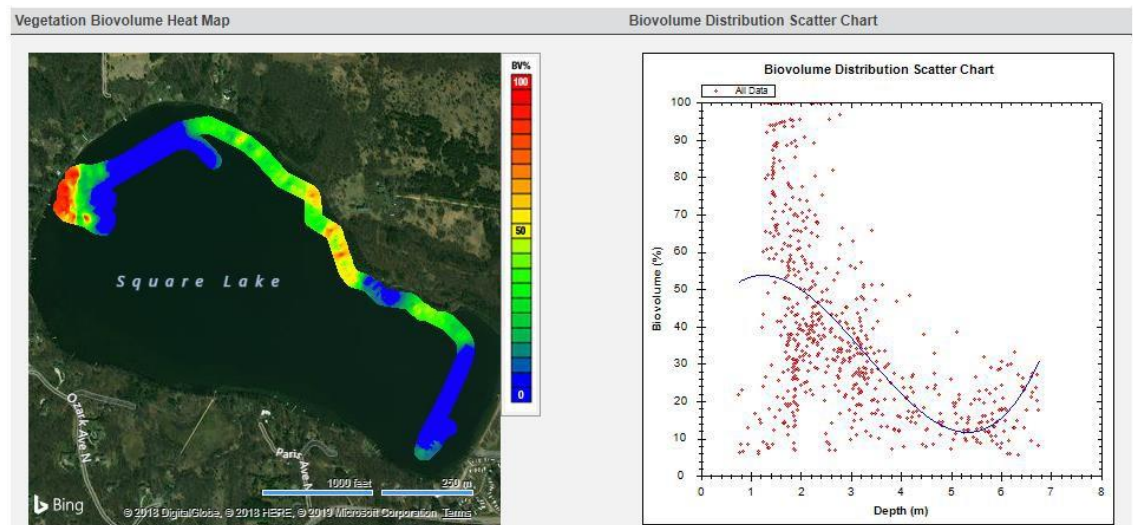 Vegetation Biovolume Heat Map
Biovolume Distribution Scatter Chart
BV%
100
50
0
Square Lake
Ozark Ave N
Paris Ave N
1000 feet
250 m
Bing
© 2018 DigitalGlobe, © 2018 HERE, © 2019 Microsoft Corporation Terms
Biovolume Distribution Scatter Chart
All Data
100
90
80
70
60
50
40
30
20
10
0
Biovolume (%)
0 1 2 3 4 5 6 7 8
Depth (m)